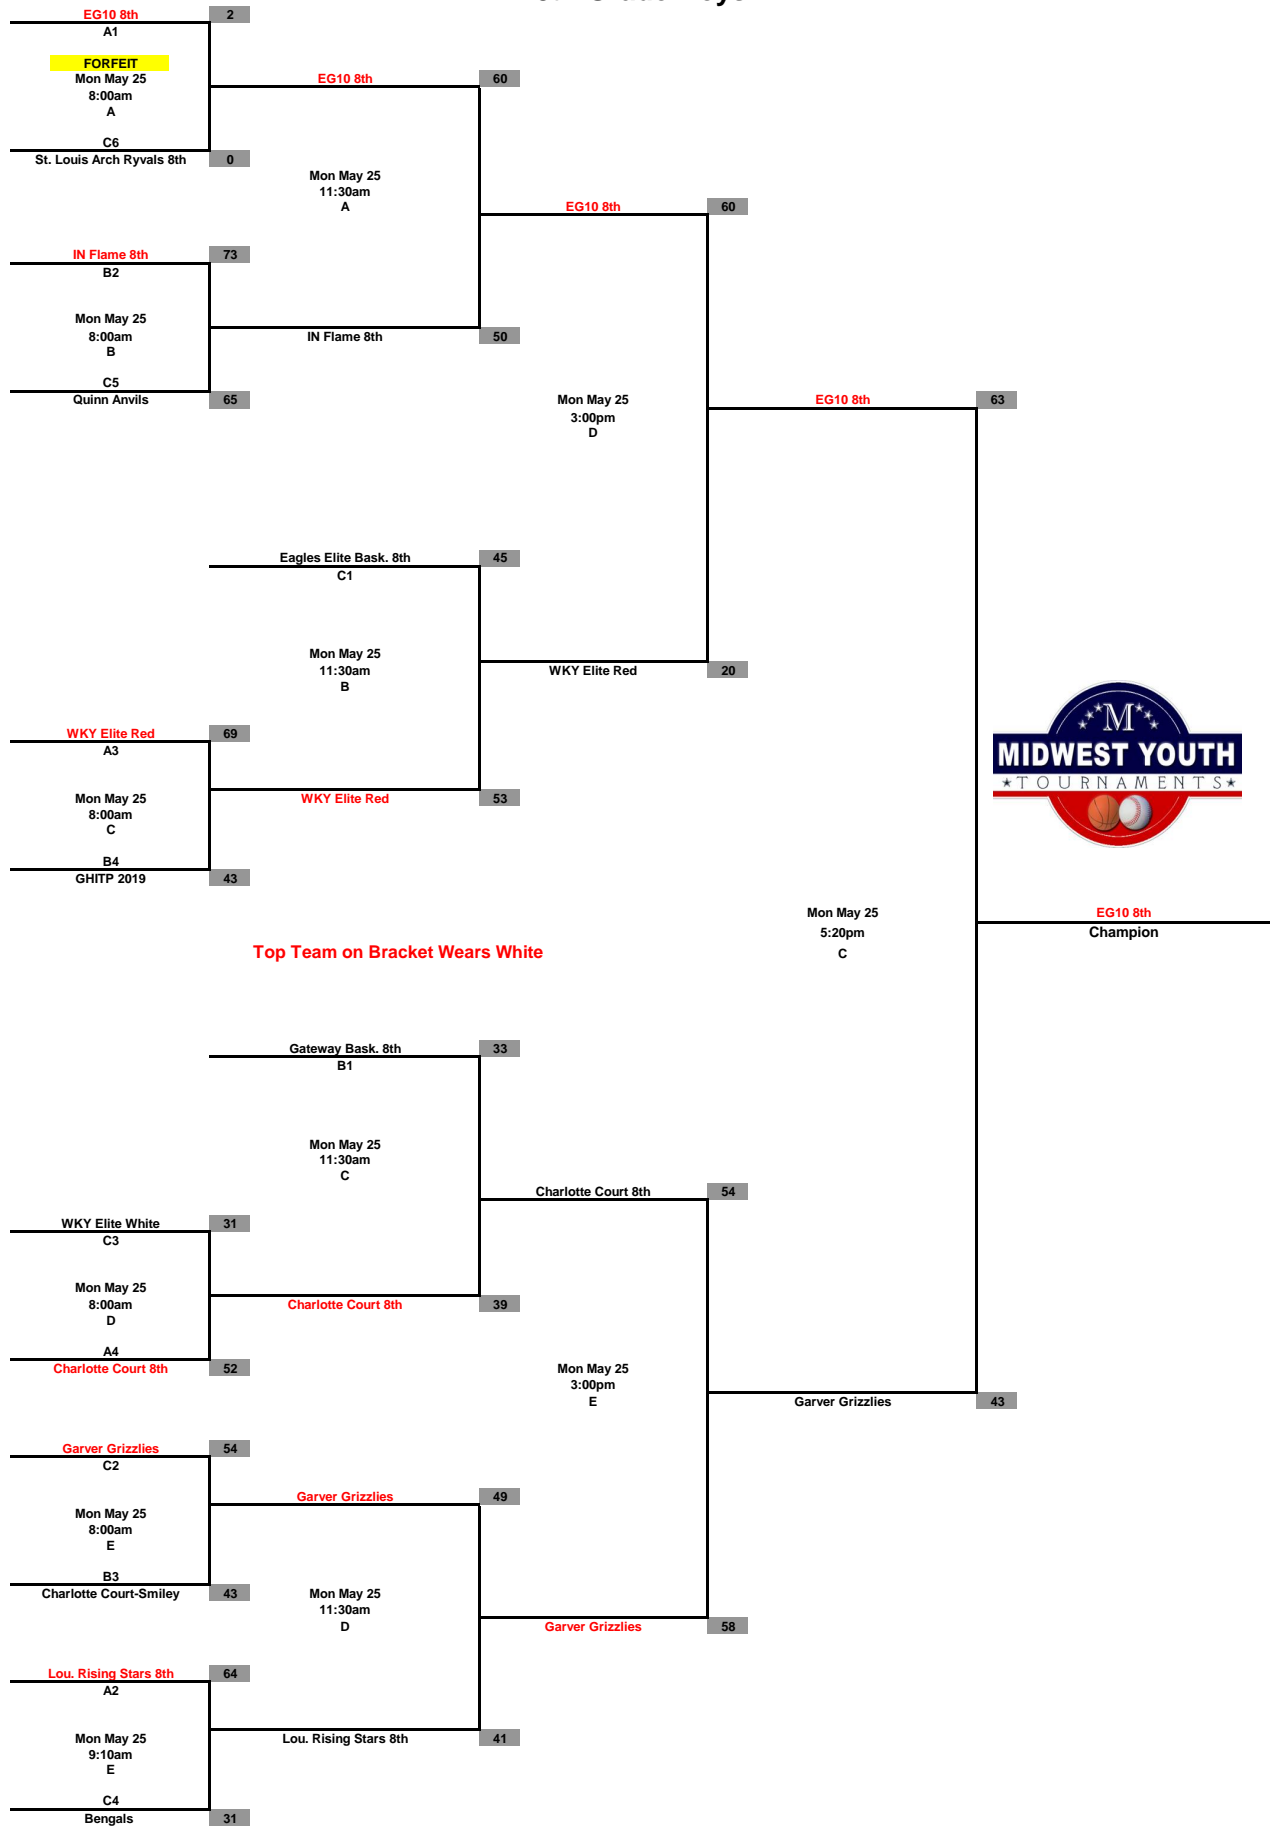 EG10 8th 2
A1
FORFEIT
Mon May 25
8:00am
A
C6
St. Louis Arch Ryvals 8th 0
EG10 8th 60
Mon May 25
11:30am
A
IN Flame 8th 73
B2
Mon May 25
8:00am
B
C5
Quinn Anvils 65
IN Flame 8th 50
EG10 8th 60
Mon May 25
3:00pm
D
EG10 8th 63
Eagles Elite Bask. 8th 45
C1
Mon May 25
11:30am
B
WKY Elite Red 20
WKY Elite Red 69
A3
Mon May 25
8:00am
C
B4
GHITP 2019 43
WKY Elite Red 53
M
MIDWEST YOUTH
TOURNAMENTS
Mon May 25
5:20pm
C
EG10 8th
Champion
Top Team on Bracket Wears White
Gateway Bask. 8th 33
B1
Mon May 25
11:30am
C
Charlotte Court 8th 54
WKY Elite White 31
C3
Mon May 25
8:00am
D
A4
Charlotte Court 8th 52
Charlotte Court 8th 39
Mon May 25
3:00pm
E
Garver Grizzlies 43
Garver Grizzlies 54
C2
Mon May 25
8:00am
E
B3
Charlotte Court-Smiley 43
Garver Grizzlies 49
Mon May 25
11:30am
D
Garver Grizzlies 58
Lou. Rising Stars 8th 64
A2
Mon May 25
9:10am
E
C4
Bengals 31
Lou. Rising Stars 8th 41